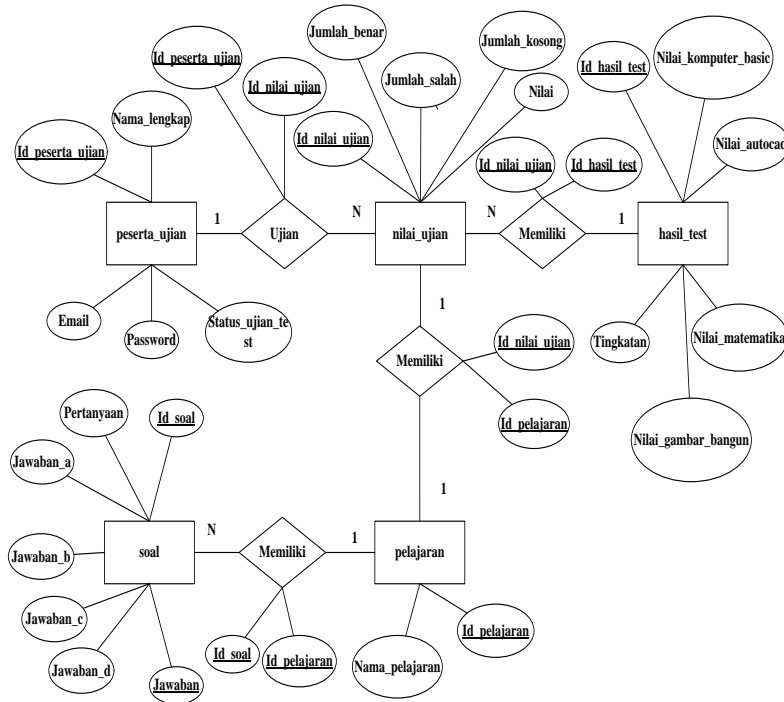 Jumlah_benar
Jumlah_kosong
Id_peserta_ujian
Nilai_komputer_basic
Id_hasil_test
Jumlah_salah
Id_nilai_ujian
Nilai
Nama_lengkap
Id_nilai_ujian
Nilai_autocad
Id_peserta_ujian
Id_nilai_ujian
Id_hasil_test
1
N
N
1
peserta_ujian
Ujian
nilai_ujian
Memiliki
hasil_test
1
Email
Password
Status_ujian_te
st
Id_nilai_ujian
Tingkatan
Nilai_matematika
Memiliki
Pertanyaan
Id_soal
Id_pelajaran
Nilai_gambar_bangun
Jawaban_a
1
N
1
Jawaban_b
soal
Memiliki
pelajaran
Jawaban_c
Id_pelajaran
Id_soal
Id_pelajaran
Nama_pelajaran
Jawaban_d
Jawaban